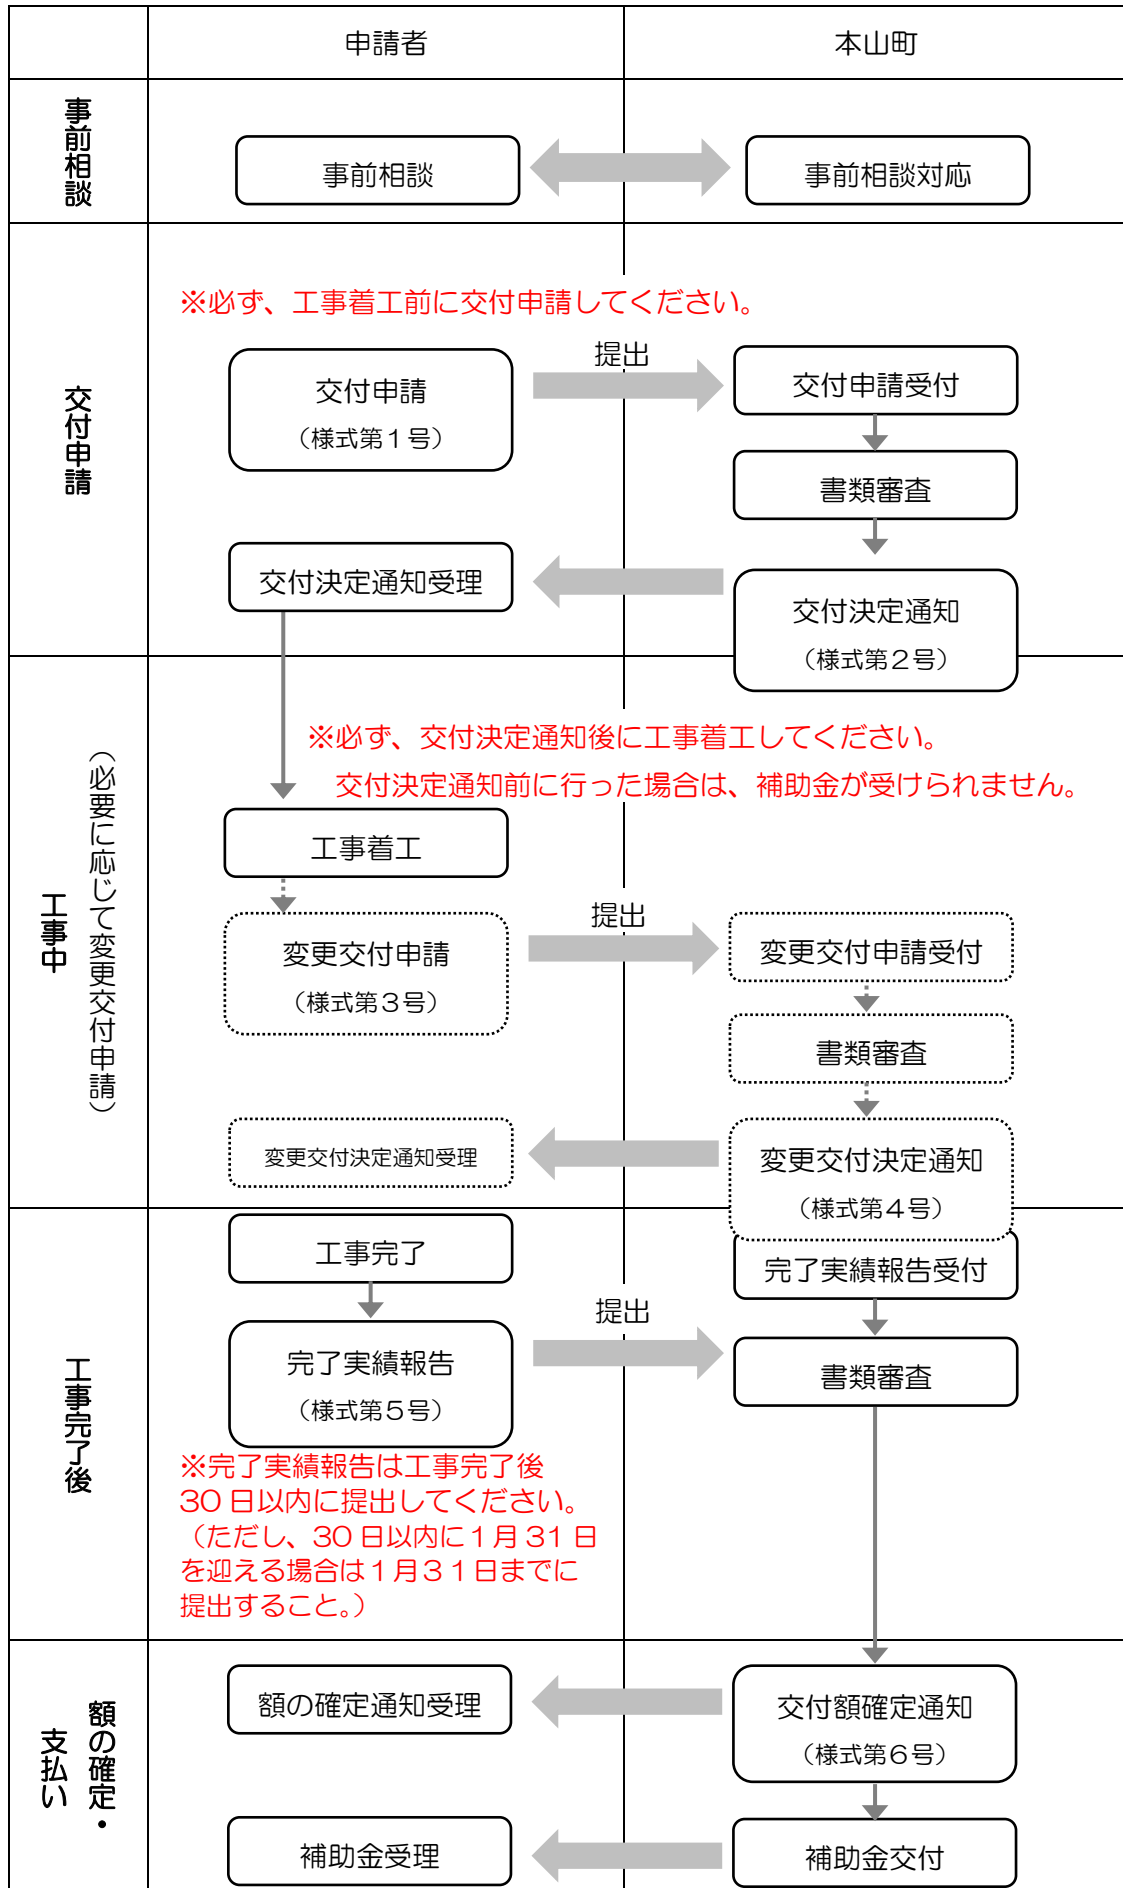 申請者
本山町
事前相談
事前相談
事前相談対応
交付申請
※必ず、工事着工前に交付申請してください。
提出
交付申請
（様式第１号）
交付申請受付
書類審査
交付決定通知受理
交付決定通知
（様式第２号）
工事中
（必要に応じて変更交付申請）
※必ず、交付決定通知後に工事着工してください。
交付決定通知前に行った場合は、補助金が受けられません。
工事着工
提出
変更交付申請
（様式第３号）
変更交付申請受付
書類審査
変更交付決定通知受理
変更交付決定通知
（様式第４号）
工事完了後
工事完了
完了実績報告受付
提出
完了実績報告
（様式第５号）
書類審査
※完了実績報告は工事完了後
30 日以内に提出してください。
（ただし、30 日以内に１月 31 日
を迎える場合は１月３１日までに
提出すること。）
額の確定・
支払い
額の確定通知受理
交付額確定通知
（様式第６号）
補助金受理
補助金交付